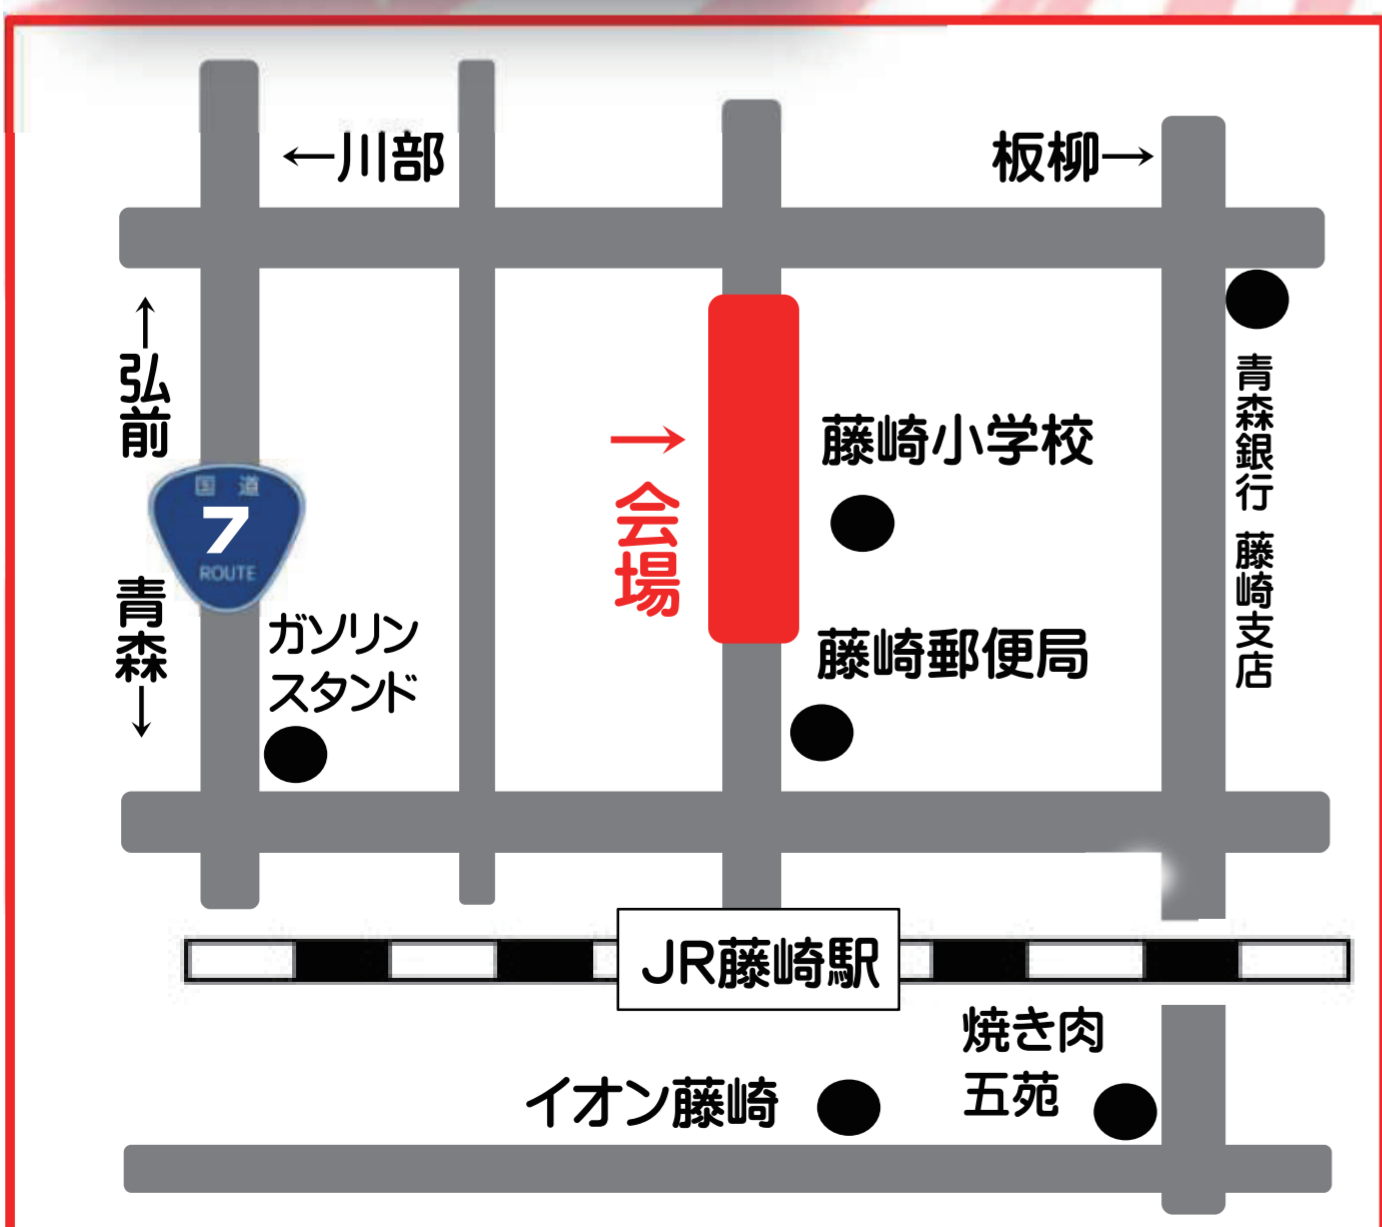 ←川部
板柳→
←弘前
国道
7
ROUTE
青森→
ガソリン
スタンド
→会場
藤崎小学校
藤崎郵便局
青森銀行 藤崎支店
JR藤崎駅
焼き肉
五苑
イオン藤崎